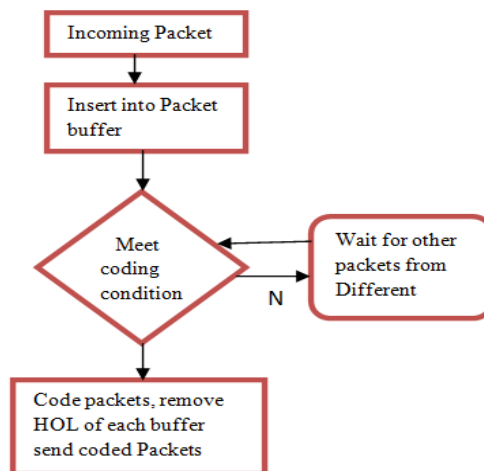 Incoming Packet
Insert into Packet
buffer
Meet
coding
condition
Wait for other
packets from
Different
N
Code packets, remove
HOL of each buffer
send coded Packets